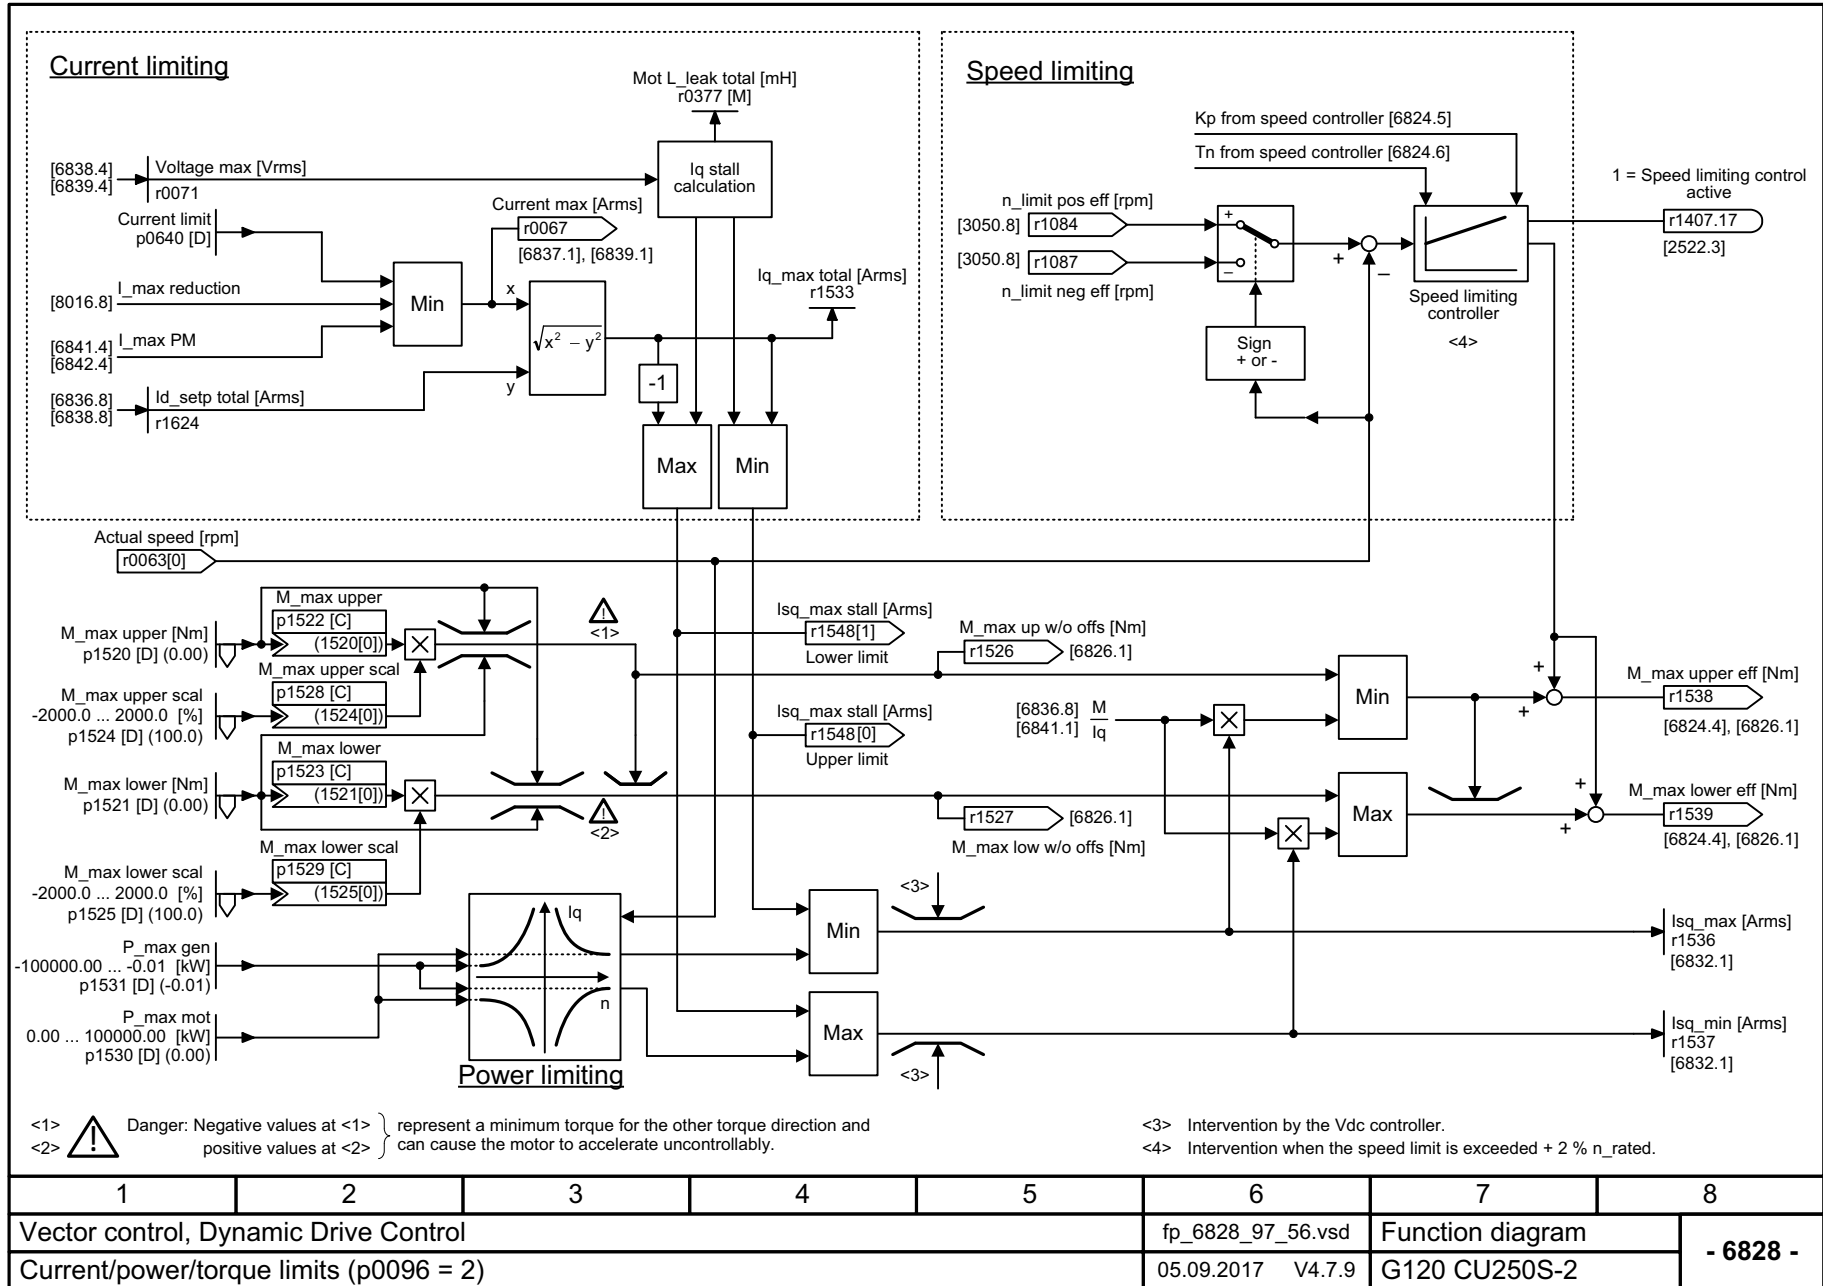 Current limiting
Mot L_leak total [mH]
r0377 [M]
[6838.4]
[6839.4]
Voltage max [Vrms]
r0071
Iq stall
calculation
Current limit
p0640 [D]
Current max [Arms]
r0067
[6837.1], [6839.1]
Iq_max total [Arms]
r1533
[8016.8]
I_max reduction
Min
x
√x² – y²
y
[6841.4]
[6842.4]
I_max PM
-1
[6836.8]
[6838.8]
Id_setp total [Arms]
r1624
Max
Min
Speed limiting
Kp from speed controller [6824.5]
Tn from speed controller [6824.6]
1 = Speed limiting control
active
r1407.17
[2522.3]
n_limit pos eff [rpm]
[3050.8]
r1084
[3050.8]
r1087
n_limit neg eff [rpm]
+
–
+
–
Speed limiting
controller
<4>
Sign
+ or -
Actual speed [rpm]
r0063[0]
M_max upper
p1522 [C]
(1520[0])
M_max upper [Nm]
p1520 [D] (0.00)
M_max upper scal
p1528 [C]
(1524[0])
M_max upper scal
-2000.0 ... 2000.0 [%]
p1524 [D] (100.0)
M_max lower
p1523 [C]
(1521[0])
M_max lower [Nm]
p1521 [D] (0.00)
M_max lower scal
p1529 [C]
(1525[0])
M_max lower scal
-2000.0 ... 2000.0 [%]
p1525 [D] (100.0)
×
×
!
<1>
!
<2>
Isq_max stall [Arms]
r1548[1]
Lower limit
M_max up w/o offs [Nm]
r1526
[6826.1]
Isq_max stall [Arms]
r1548[0]
Upper limit
[6836.8]
[6841.1]
M
Iq
×
×
Min
Max
r1527
[6826.1]
M_max low w/o offs [Nm]
+
+
M_max upper eff [Nm]
r1538
[6824.4], [6826.1]
+
+
M_max lower eff [Nm]
r1539
[6824.4], [6826.1]
P_max gen
-100000.00 ... -0.01 [kW]
p1531 [D] (-0.01)
P_max mot
0.00 ... 100000.00 [kW]
p1530 [D] (0.00)
Iq
n
Power limiting
Min
Max
<3>
<3>
Isq_max [Arms]
r1536
[6832.1]
Isq_min [Arms]
r1537
[6832.1]
<1>
<2>
!
Danger: Negative values at <1>
positive values at <2>
represent a minimum torque for the other torque direction and
can cause the motor to accelerate uncontrollably.
<3> Intervention by the Vdc controller.
<4> Intervention when the speed limit is exceeded + 2 % n_rated.
1 2 3 4 5 6 7 8
Vector control, Dynamic Drive Control
fp_6828_97_56.vsd
Function diagram
- 6828 -
Current/power/torque limits (p0096 = 2)
05.09.2017 V4.7.9
G120 CU250S-2